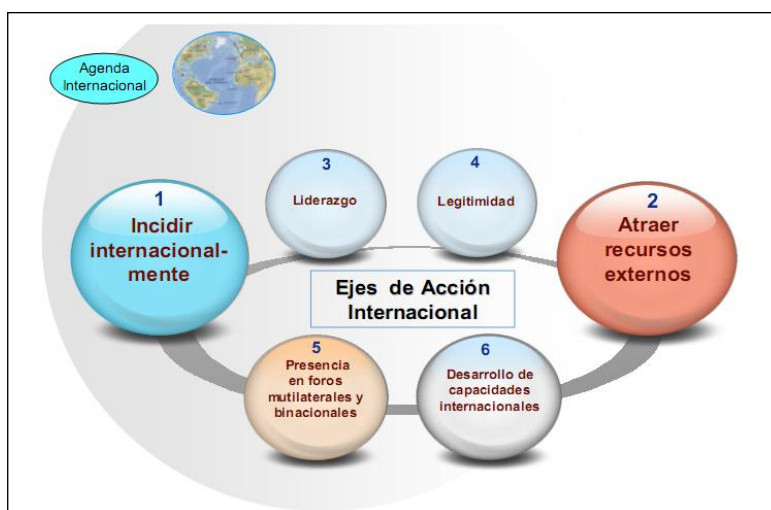 Agenda
Internacional
1
Incidir
internacional-
mente
3
Liderazgo
4
Legitimidad
2
Atraer
recursos
externos
Ejes de Acción
Internacional
5
Presencia
en foros
mutilaterales y
binacionales
6
Desarrollo de
capacidades
internacionales